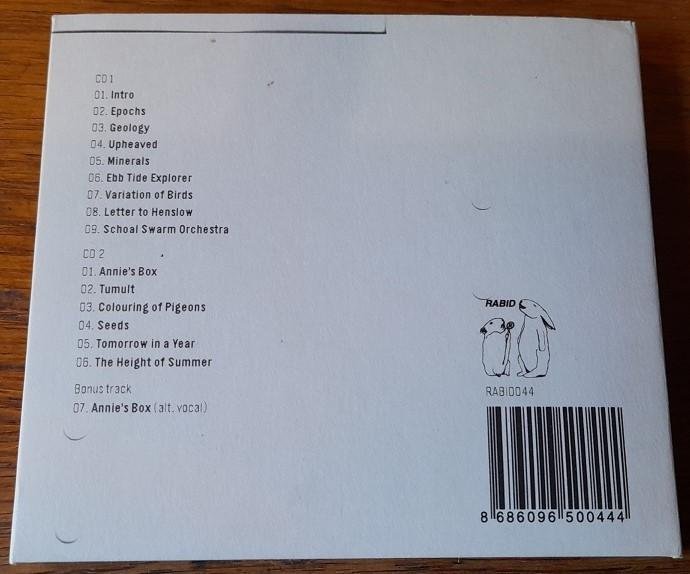 CD 1
01. Intro
02. Epochs
03. Geology
04. Upheaved
05. Minerals
06. Ebb Tide Explorer
07. Variation of Birds
08. Letter to Henslow
09. Schoal Swarm Orchestra
CD 2
01. Annie's Box
02. Tumult
03. Colouring of Pigeons
04. Seeds
05. Tomorrow in a Year
06. The Height of Summer
Bonus track
07. Annie's Box (alt. vocal)
RABID
RABID044
8 686096 500444